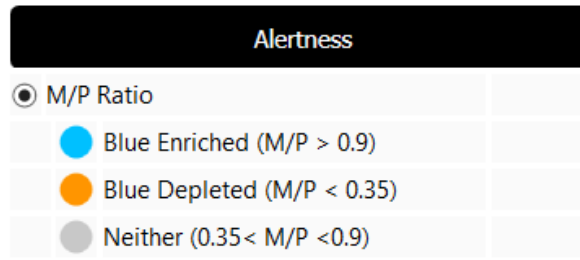 Alertness
M/P Ratio
Blue Enriched (M/P > 0.9)
Blue Depleted (M/P < 0.35)
Neither (0.35< M/P <0.9)